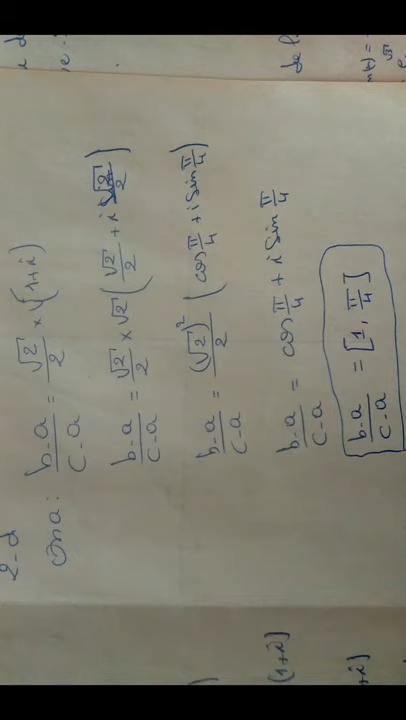 2-d
On a: b-a/c-a = √2/2 × (1+i)
b-a/c-a = √2/2 × √2 (√2/2 + i √2/2)
b-a/c-a = (√2)²/2 (cos π/4 + i sin π/4)
b-a/c-a = cos π/4 + i sin π/4
b-a/c-a = [1, π/4]
(1+i)
+i)